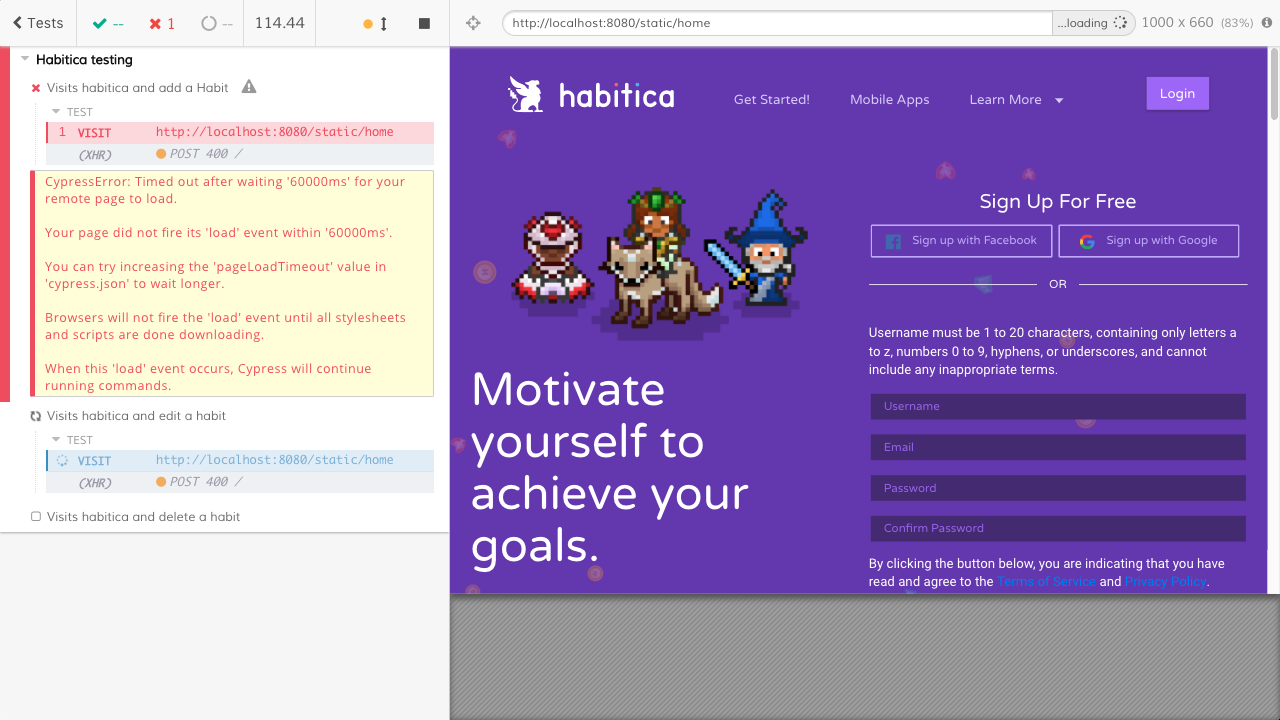 Tests
--
1
--
114.44
http://localhost:8080/static/home
...loading
1000 x 660 (83%)
Habitica testing
Visits habitica and add a Habit
TEST
1 VISIT http://localhost:8080/static/home
(XHR) POST 400 /
CypressError: Timed out after waiting '60000ms' for your
remote page to load.
Your page did not fire its 'load' event within '60000ms'.
You can try increasing the 'pageLoadTimeout' value in
'cypress.json' to wait longer.
Browsers will not fire the 'load' event until all stylesheets
and scripts are done downloading.
When this 'load' event occurs, Cypress will continue
running commands.
Visits habitica and edit a habit
TEST
VISIT http://localhost:8080/static/home
(XHR) POST 400 /
Visits habitica and delete a habit
habitica
Get Started!
Mobile Apps
Learn More
Login
Motivate
yourself to
achieve your
goals.
Sign Up For Free
Sign up with Facebook
Sign up with Google
OR
Username must be 1 to 20 characters, containing only letters a
to z, numbers 0 to 9, hyphens, or underscores, and cannot
include any inappropriate terms.
Username
Email
Password
Confirm Password
By clicking the button below, you are indicating that you have
read and agree to the Terms of Service and Privacy Policy.